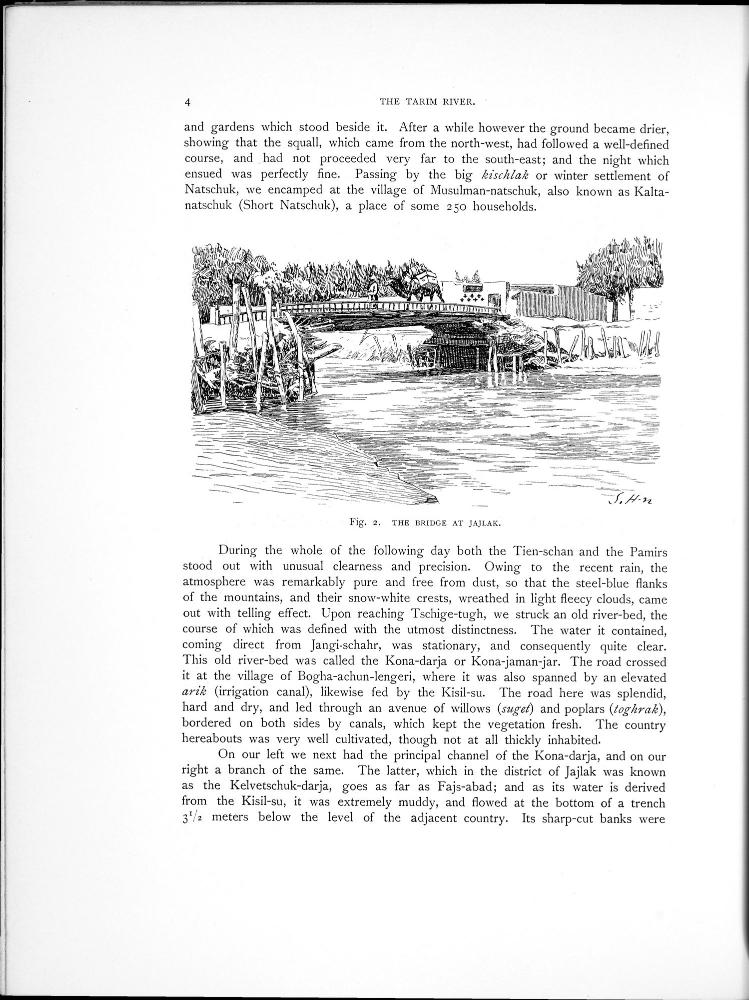 4
THE TARIM RIVER.
and gardens which stood beside it. After a while however the ground became drier,
showing that the squall, which came from the north-west, had followed a well-defined
course, and had not proceeded very far to the south-east; and the night which
ensued was perfectly fine. Passing by the big kischlak or winter settlement of
Natschuk, we encamped at the village of Musulman-natschuk, also known as Kalta-
natschuk (Short Natschuk), a place of some 250 households.
S. H-n
Fig. 2. THE BRIDGE AT JAJLAK.
During the whole of the following day both the Tien-schan and the Pamirs
stood out with unusual clearness and precision. Owing to the recent rain, the
atmosphere was remarkably pure and free from dust, so that the steel-blue flanks
of the mountains, and their snow-white crests, wreathed in light fleecy clouds, came
out with telling effect. Upon reaching Tschige-tugh, we struck an old river-bed, the
course of which was defined with the utmost distinctness. The water it contained,
coming direct from Jangi-schahr, was stationary, and consequently quite clear.
This old river-bed was called the Kona-darja or Kona-jaman-jar. The road crossed
it at the village of Bogha-achun-lengeri, where it was also spanned by an elevated
arik (irrigation canal), likewise fed by the Kisil-su. The road here was splendid,
hard and dry, and led through an avenue of willows (suget) and poplars (toghrak),
bordered on both sides by canals, which kept the vegetation fresh. The country
hereabouts was very well cultivated, though not at all thickly inhabited.
On our left we next had the principal channel of the Kona-darja, and on our
right a branch of the same. The latter, which in the district of Jajlak was known
as the Kelvetschuk-darja, goes as far as Fajs-abad; and as its water is derived
from the Kisil-su, it was extremely muddy, and flowed at the bottom of a trench
3 1/2 meters below the level of the adjacent country. Its sharp-cut banks were